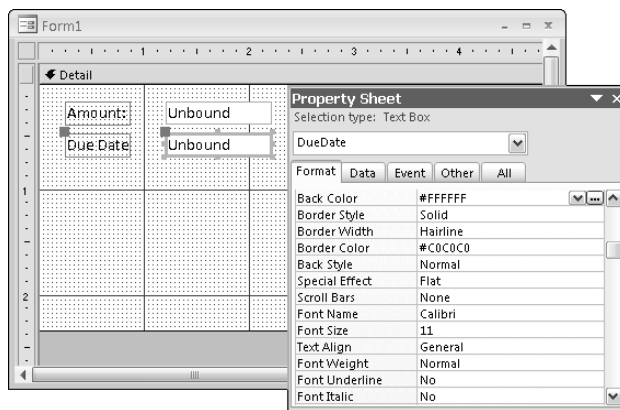 Form1
1 2 3 4
Detail
Amount: Unbound
Due Date Unbound
1
2
Property Sheet
Selection type: Text Box
DueDate
Format Data Event Other All
Back Color #FFFFFF
Border Style Solid
Border Width Hairline
Border Color #C0C0C0
Back Style Normal
Special Effect Flat
Scroll Bars None
Font Name Calibri
Font Size 11
Text Align General
Font Weight Normal
Font Underline No
Font Italic No